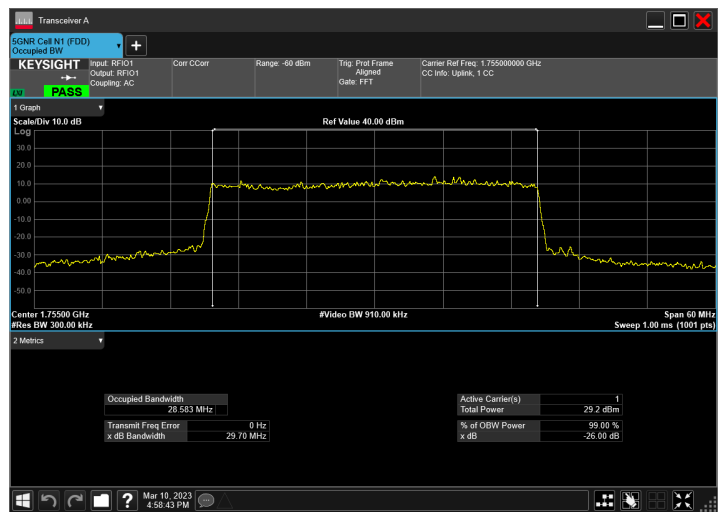 Transceiver A
5GNR Cell N1 (FDD)
Occupied BW
KEYSIGHT
LXI
PASS
Input: RFIO1
Output: RFIO1
Coupling: AC
Corr CCorr
Range: -60 dBm
Trig: Prot Frame
Aligned
Gate: FFT
Carrier Ref Freq: 1.755000000 GHz
CC Info: Uplink, 1 CC
1 Graph
Scale/Div 10.0 dB
Ref Value 40.00 dBm
Log
30.0
20.0
10.0
0.00
-10.0
-20.0
-30.0
-40.0
-50.0
Center 1.75500 GHz
#Video BW 910.00 kHz
Span 60 MHz
#Res BW 300.00 kHz
Sweep 1.00 ms (1001 pts)
2 Metrics
Occupied Bandwidth
28.583 MHz
Transmit Freq Error 0 Hz
x dB Bandwidth 29.70 MHz
Active Carrier(s) 1
Total Power 29.2 dBm
% of OBW Power 99.00 %
x dB -26.00 dB
?
Mar 10, 2023
4:58:43 PM